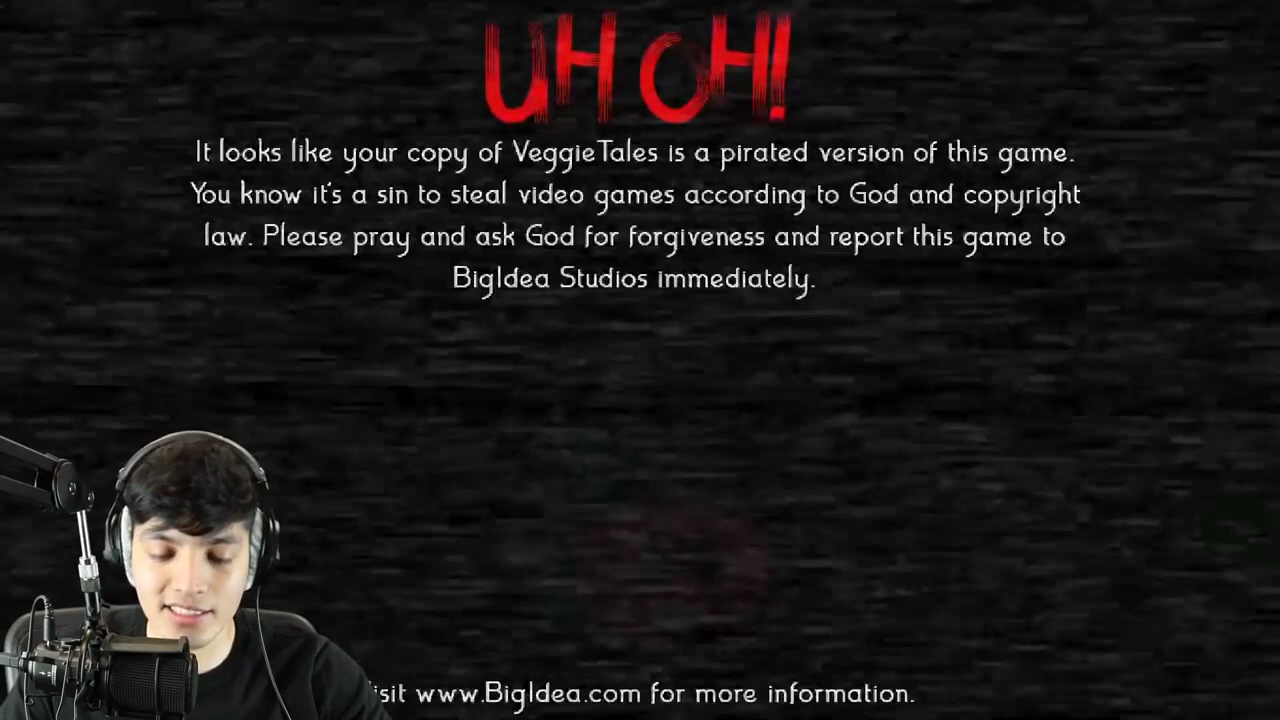 UH OH!
It looks like your copy of VeggieTales is a pirated version of this game.
You know it's a sin to steal video games according to God and copyright
law. Please pray and ask God for forgiveness and report this game to
BigIdea Studios immediately.
www.BigIdea.com for more information.